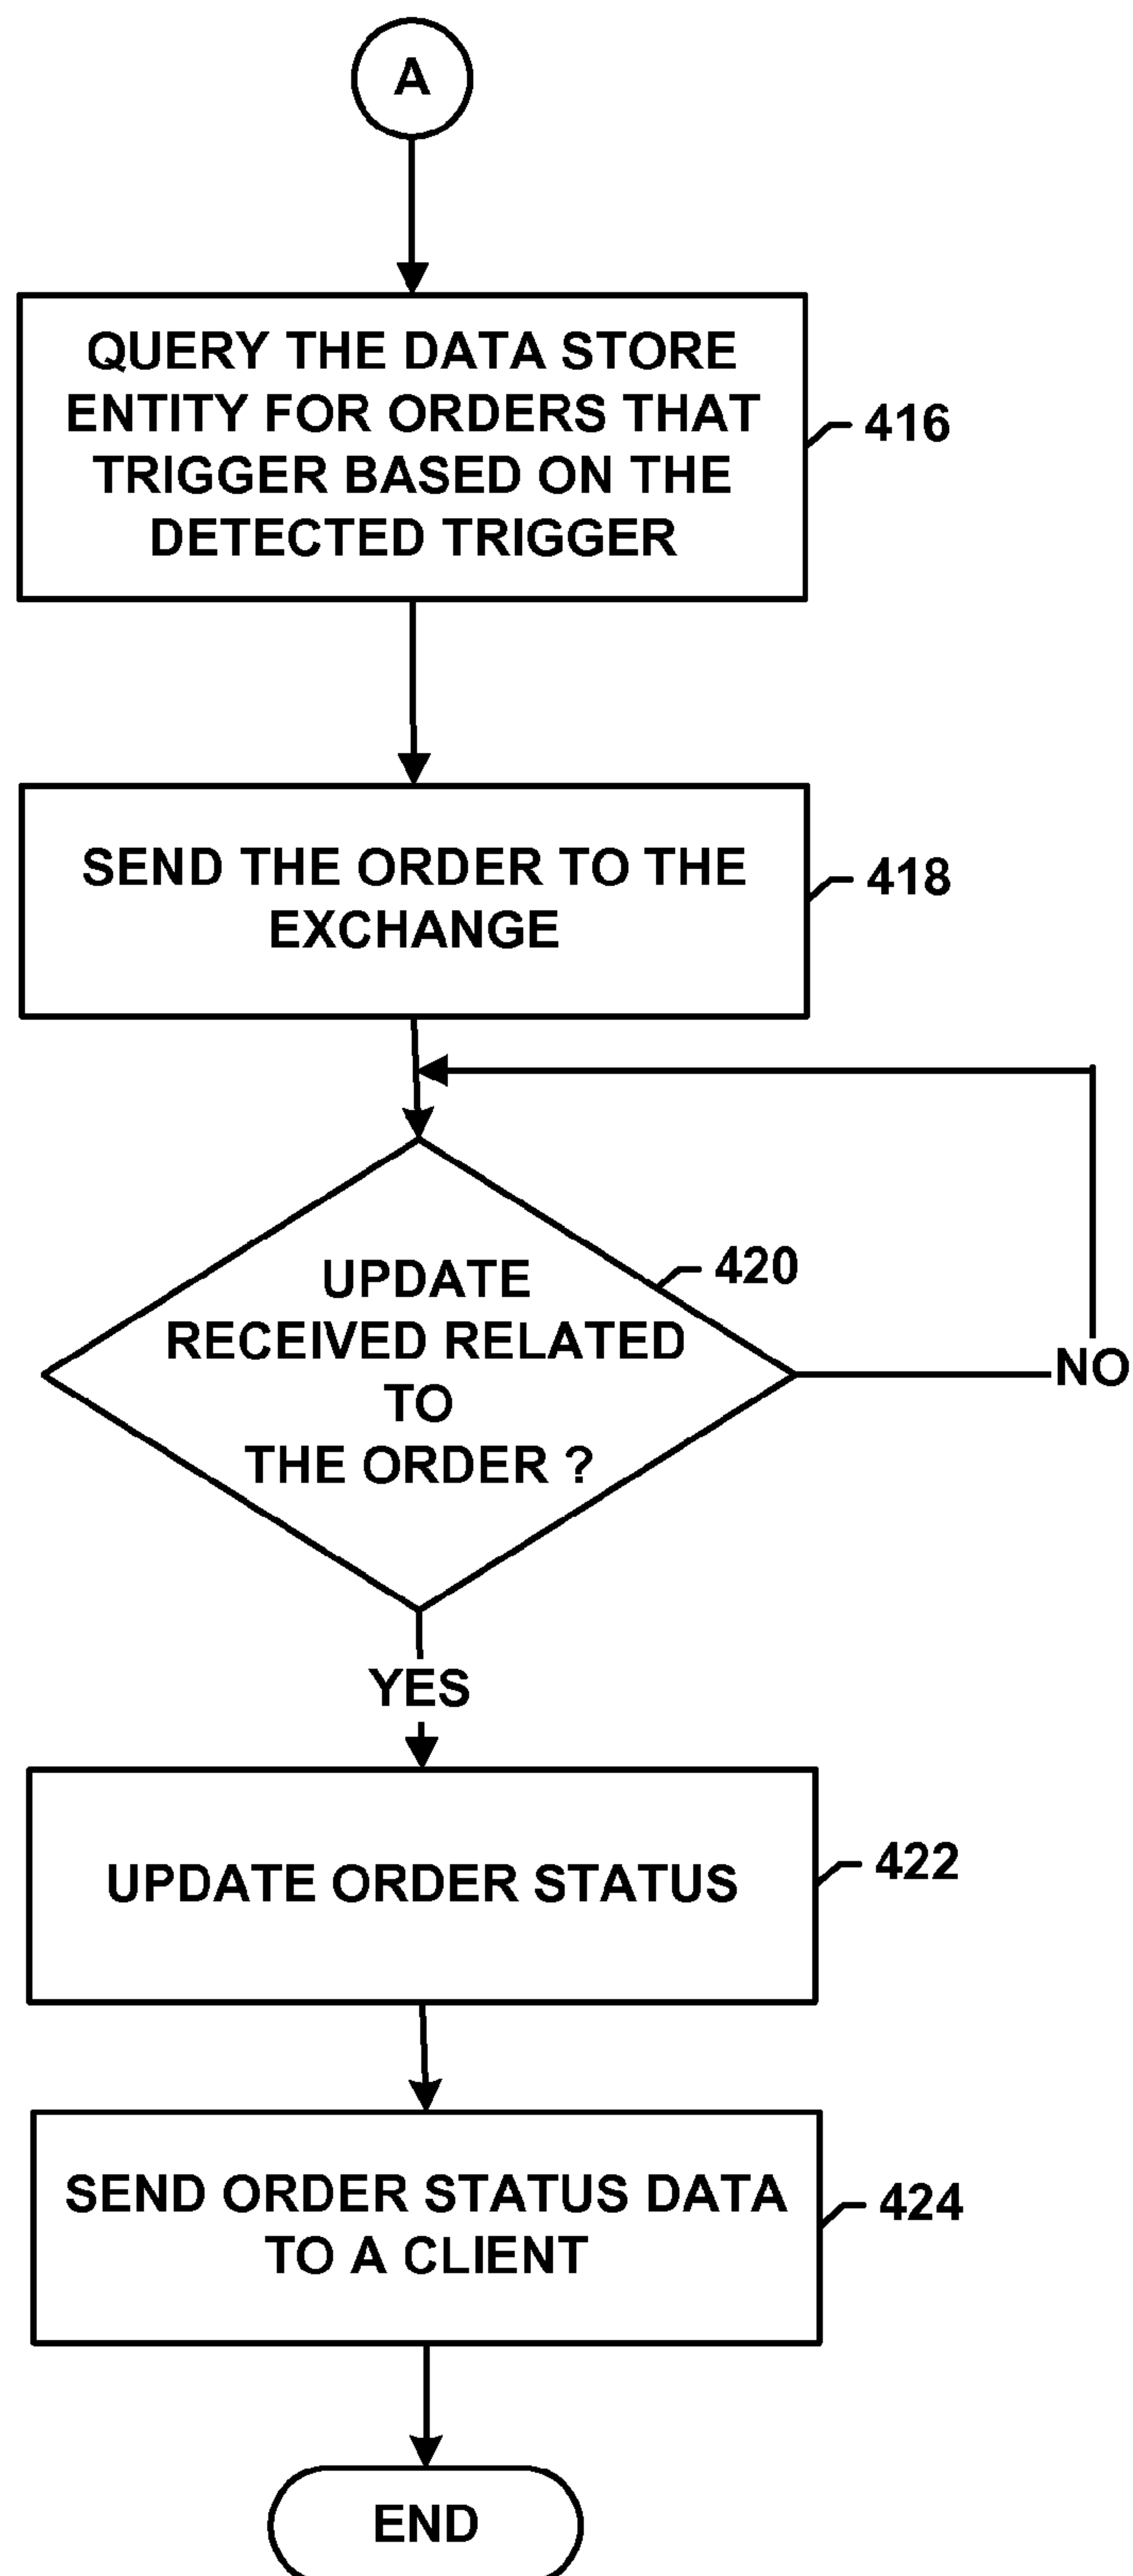 A
QUERY THE DATA STORE
ENTITY FOR ORDERS THAT
TRIGGER BASED ON THE
DETECTED TRIGGER
416
SEND THE ORDER TO THE
EXCHANGE
418
UPDATE
RECEIVED RELATED
TO
THE ORDER ?
420
NO
YES
UPDATE ORDER STATUS
422
SEND ORDER STATUS DATA
TO A CLIENT
424
END